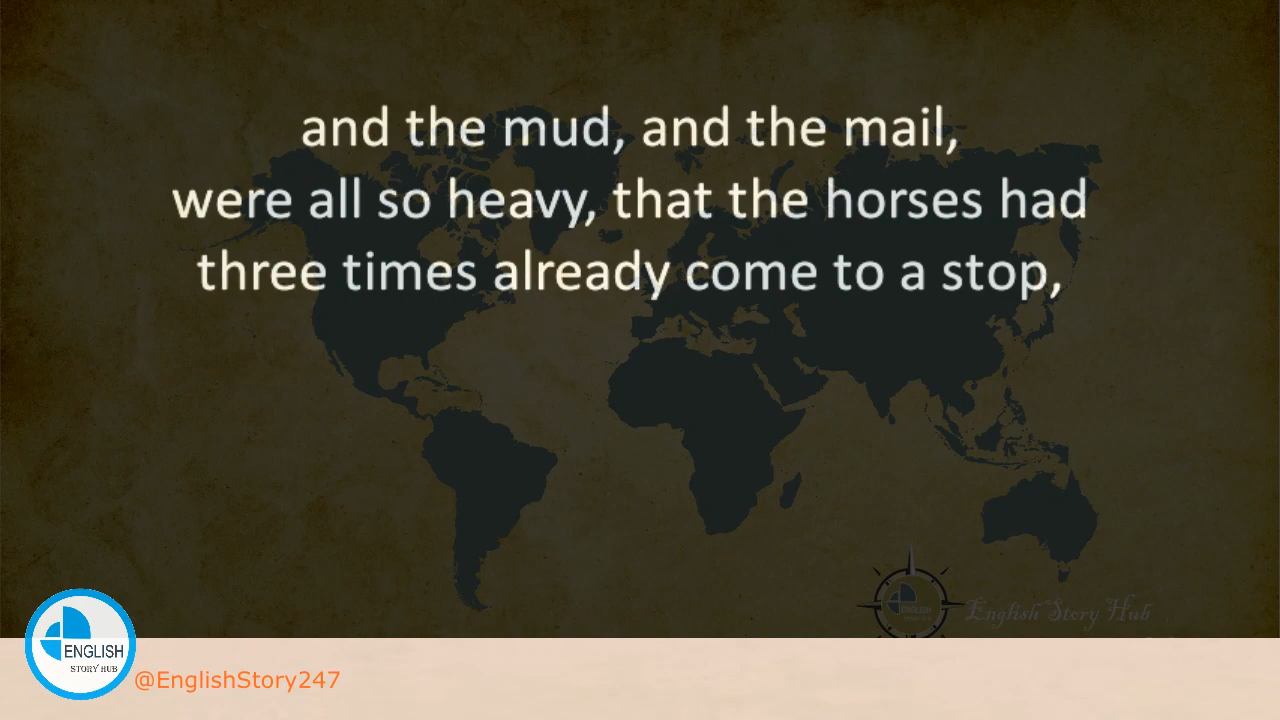 and the mud, and the mail,
were all so heavy, that the horses had
three times already come to a stop,
English Story Hub
ENGLISH
STORY HUB
@EnglishStory247